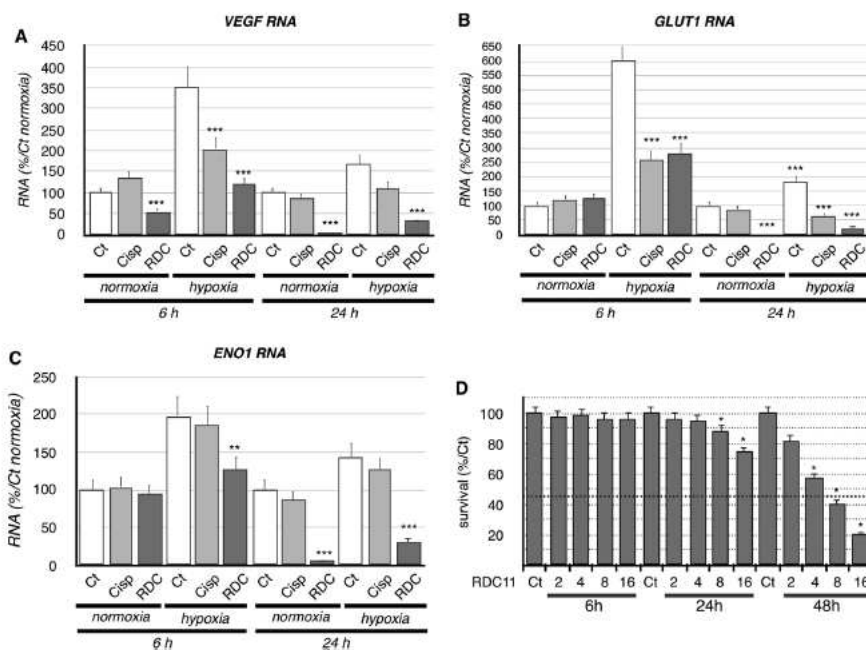 A
VEGF RNA
RNA (%/Ct normoxia)
450
400
350
300
250
200
150
100
50
0
*** *** *** *** ***
Ct Cisp RDC Ct Cisp RDC Ct Cisp RDC Ct Cisp RDC
normoxia hypoxia normoxia hypoxia
6 h 24 h
B
GLUT1 RNA
RNA (%/Ct normoxia)
650
600
550
500
450
400
350
300
250
200
150
100
50
0
*** *** *** *** *** ***
Ct Cisp RDC Ct Cisp RDC Ct Cisp RDC Ct Cisp RDC
normoxia hypoxia normoxia hypoxia
6 h 24 h
C
ENO1 RNA
RNA (%/Ct normoxia)
250
200
150
100
50
0
** *** ***
Ct Cisp RDC Ct Cisp RDC Ct Cisp RDC Ct Cisp RDC
normoxia hypoxia normoxia hypoxia
6 h 24 h
D
survival (%/Ct)
100
80
60
40
20
* * * * *
RDC11 Ct 2 4 8 16 Ct 2 4 8 16 Ct 2 4 8 16
6h 24h 48h